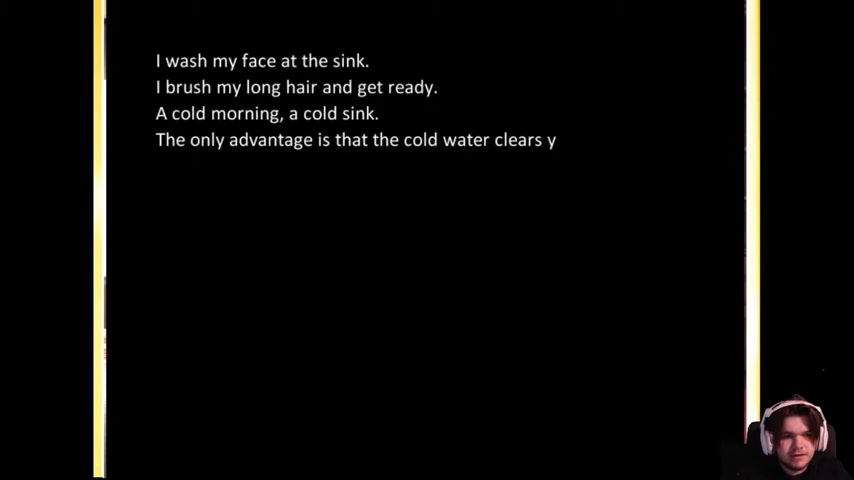 I wash my face at the sink.
I brush my long hair and get ready.
A cold morning, a cold sink.
The only advantage is that the cold water clears y